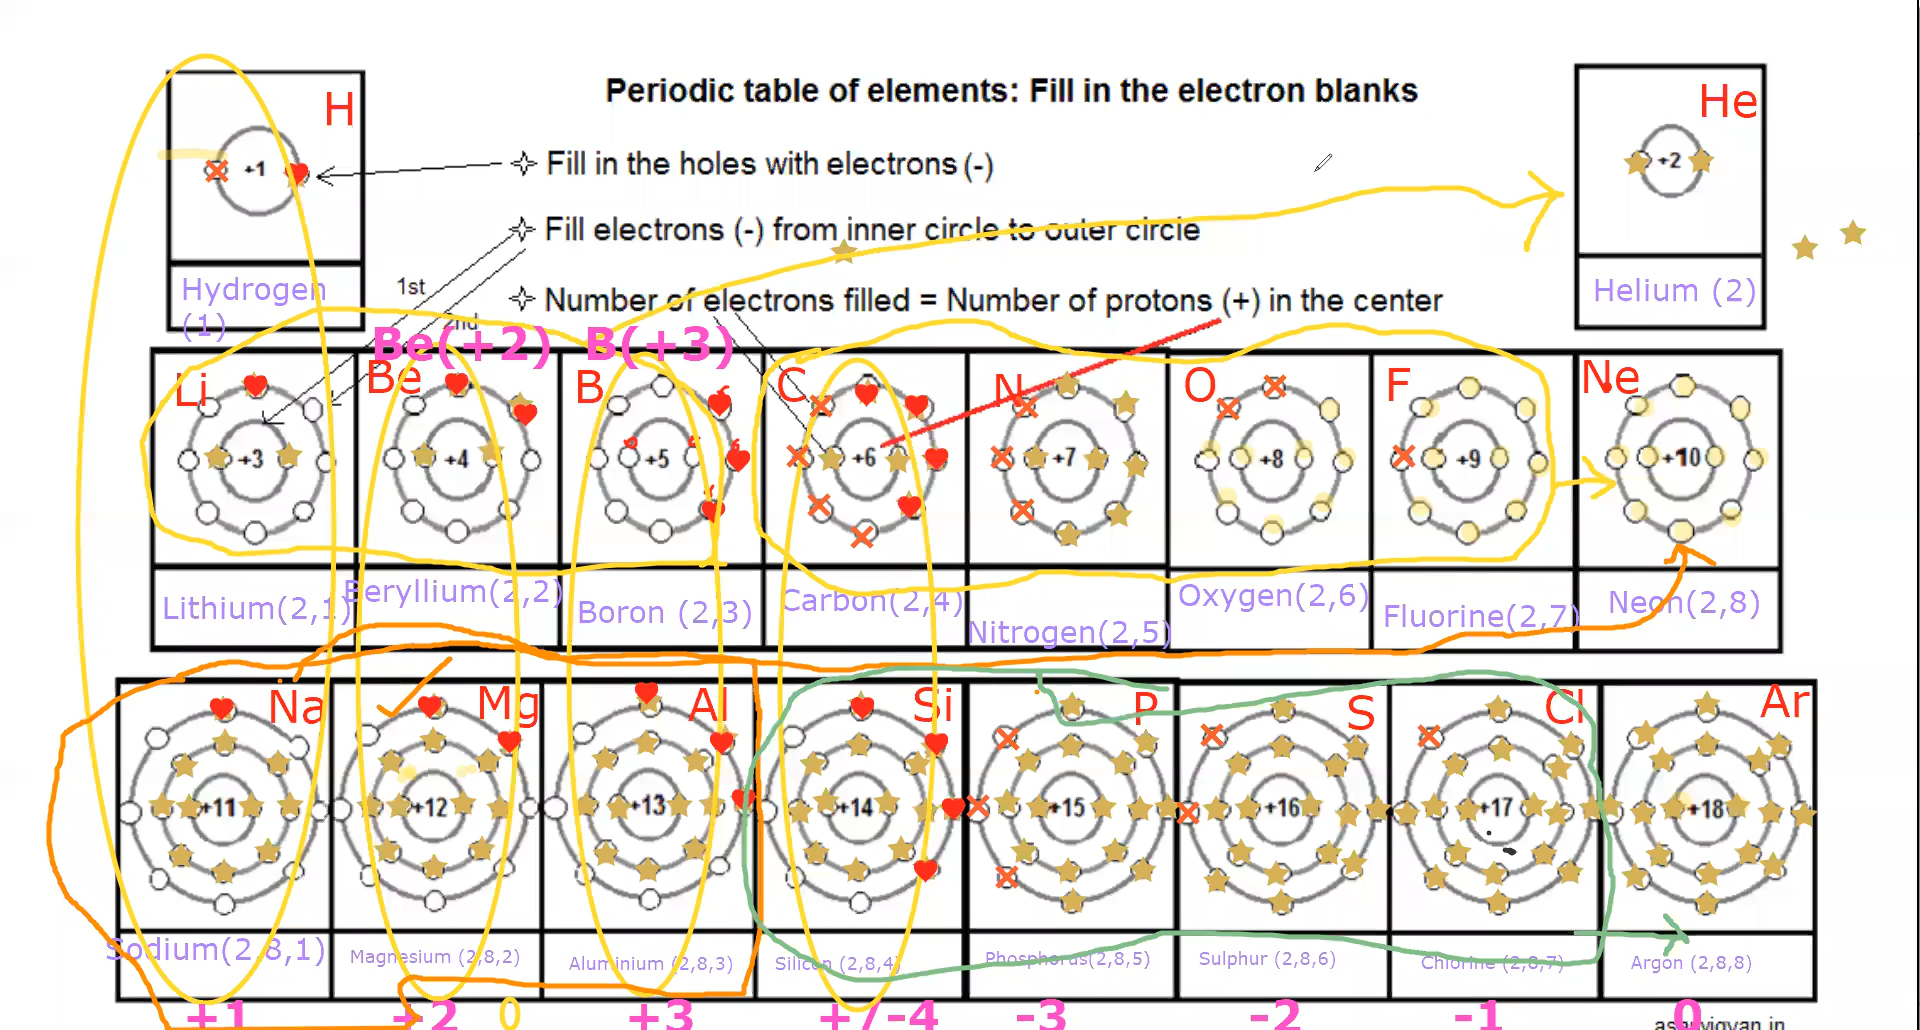 Periodic table of elements: Fill in the electron blanks
H
He
+1
+2
Fill in the holes with electrons (-)
Fill electrons (-) from inner circle to outer circle
Number of electrons filled = Number of protons (+) in the center
1st
2nd
Hydrogen
(1)
Helium (2)
Be(+2) B(+3)
Li Be B C N O F Ne
+3 +4 +5 +6 +7 +8 +9 +10
Lithium(2,1) Beryllium(2,2) Boron (2,3) Carbon(2,4) Nitrogen(2,5) Oxygen(2,6) Fluorine(2,7) Neon(2,8)
Na Mg Al Si P S Cl Ar
+11 +12 +13 +14 +15 +16 +17 +18
Sodium(2,8,1) Magnesium (2,8,2) Aluminium (2,8,3) Silicon (2,8,4) Phosphorus(2,8,5) Sulphur (2,8,6) Chlorine (2,8,7) Argon (2,8,8)
+1 +2 0 +3 +/-4 -3 -2 -1 0